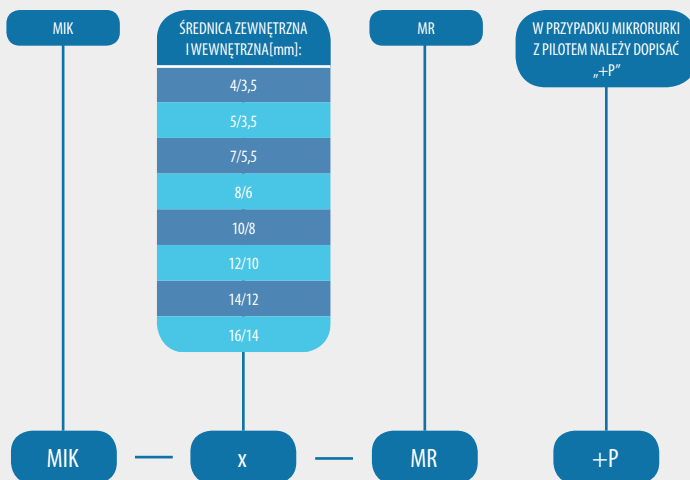 MIK
ŚREDNICA ZEWNĘTRZNA
I WEWNĘTRZNA[mm]:
4/3,5
5/3,5
7/5,5
8/6
10/8
12/10
14/12
16/14
MR
W PRZYPADKU MIKRORURKI
Z PILOTEM NALEŻY DOPISAĆ
„+P”
MIK — x — MR +P